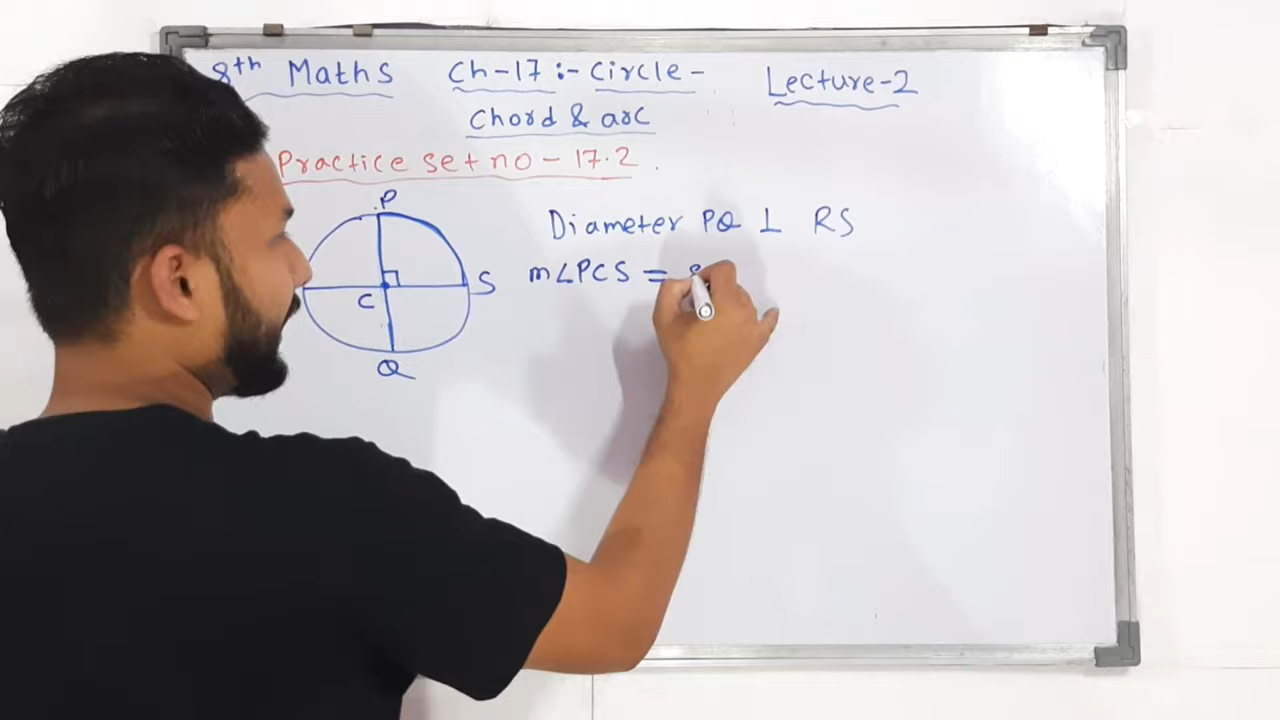 8th Maths Ch-17 :- Circle - Lecture-2
Chord & arc
Practice set no - 17.2
P
Diameter PQ ⊥ RS
m∠PCS =
S
C
Q